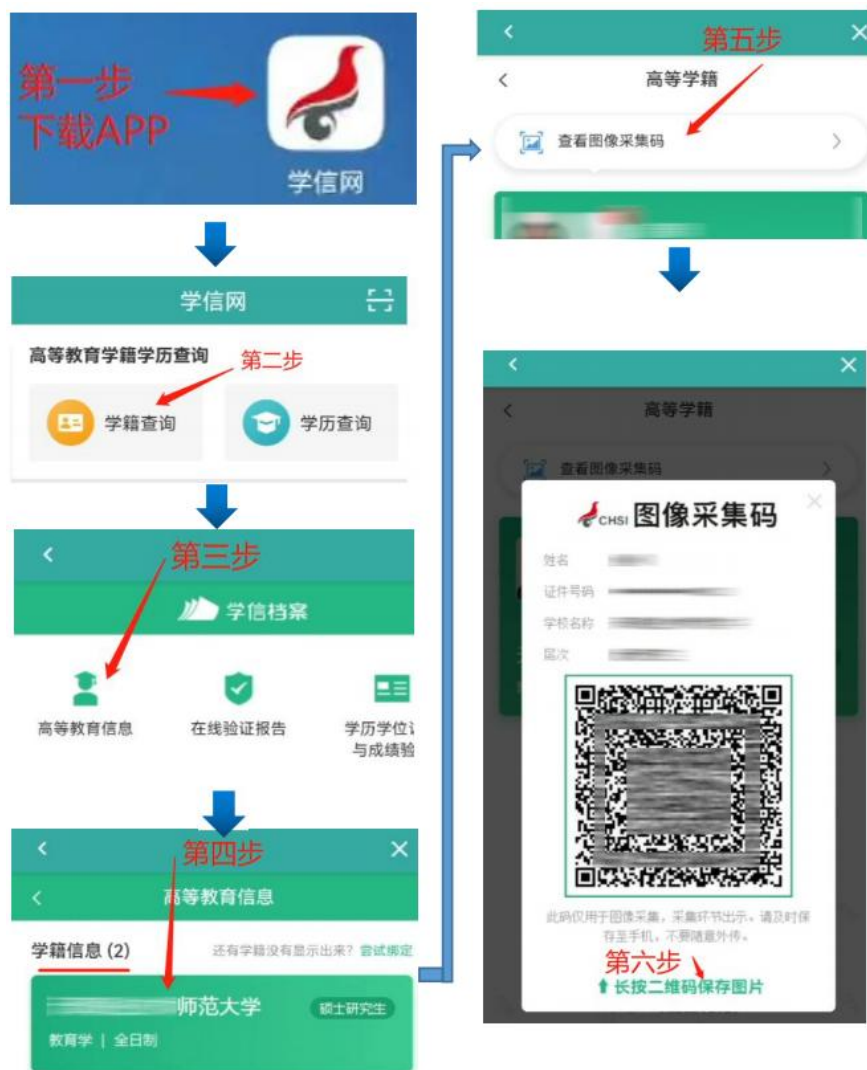 第一步
下载APP
学信网
学信网
高等教育学籍学历查询
第二步
学籍查询
学历查询
第三步
学信档案
高等教育信息
在线验证报告
学历学位
与成绩验
第四步
高等教育信息
学籍信息 (2)
还有学籍没有显示出来？尝试绑定
师范大学
硕士研究生
教育学 | 全日制
第五步
高等学籍
查看图像采集码
高等学籍
查看图像采集码
CHSI 图像采集码
姓名
证件号码
学校名称
层次
此码仅用于图像采集，采集环节出示。请及时保
存至手机，不要随意外传。
第六步
长按二维码保存图片